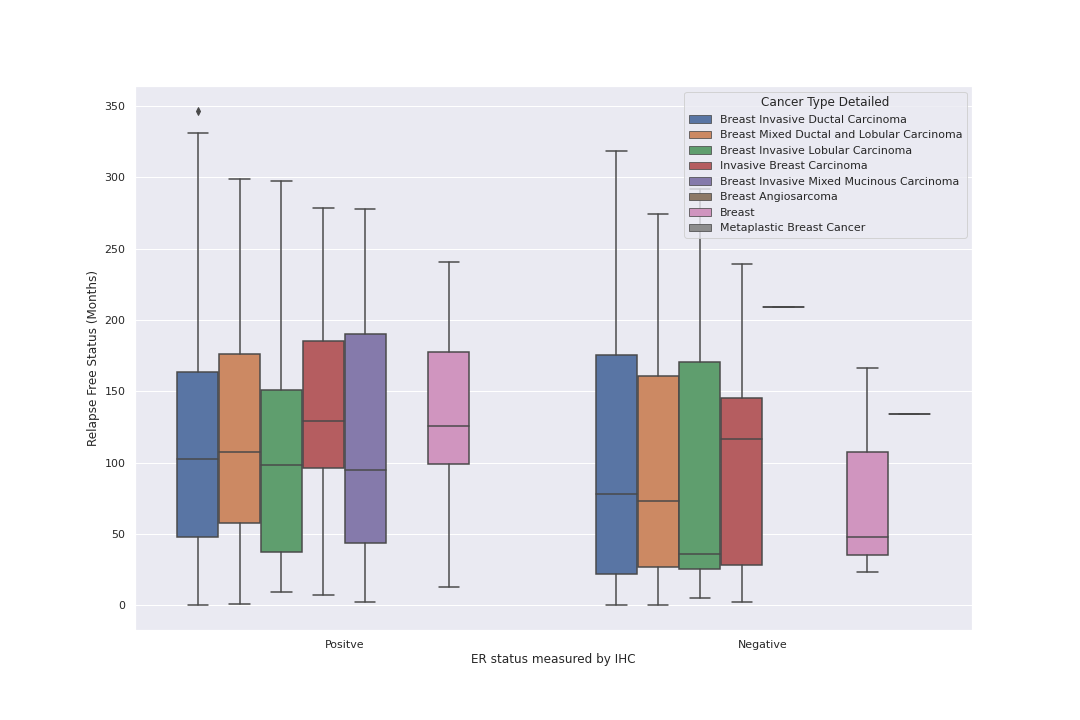 350
300
250
200
150
100
50
0
Relapse Free Status (Months)
Cancer Type Detailed
Breast Invasive Ductal Carcinoma
Breast Mixed Ductal and Lobular Carcinoma
Breast Invasive Lobular Carcinoma
Invasive Breast Carcinoma
Breast Invasive Mixed Mucinous Carcinoma
Breast Angiosarcoma
Breast
Metaplastic Breast Cancer
Positve
Negative
ER status measured by IHC